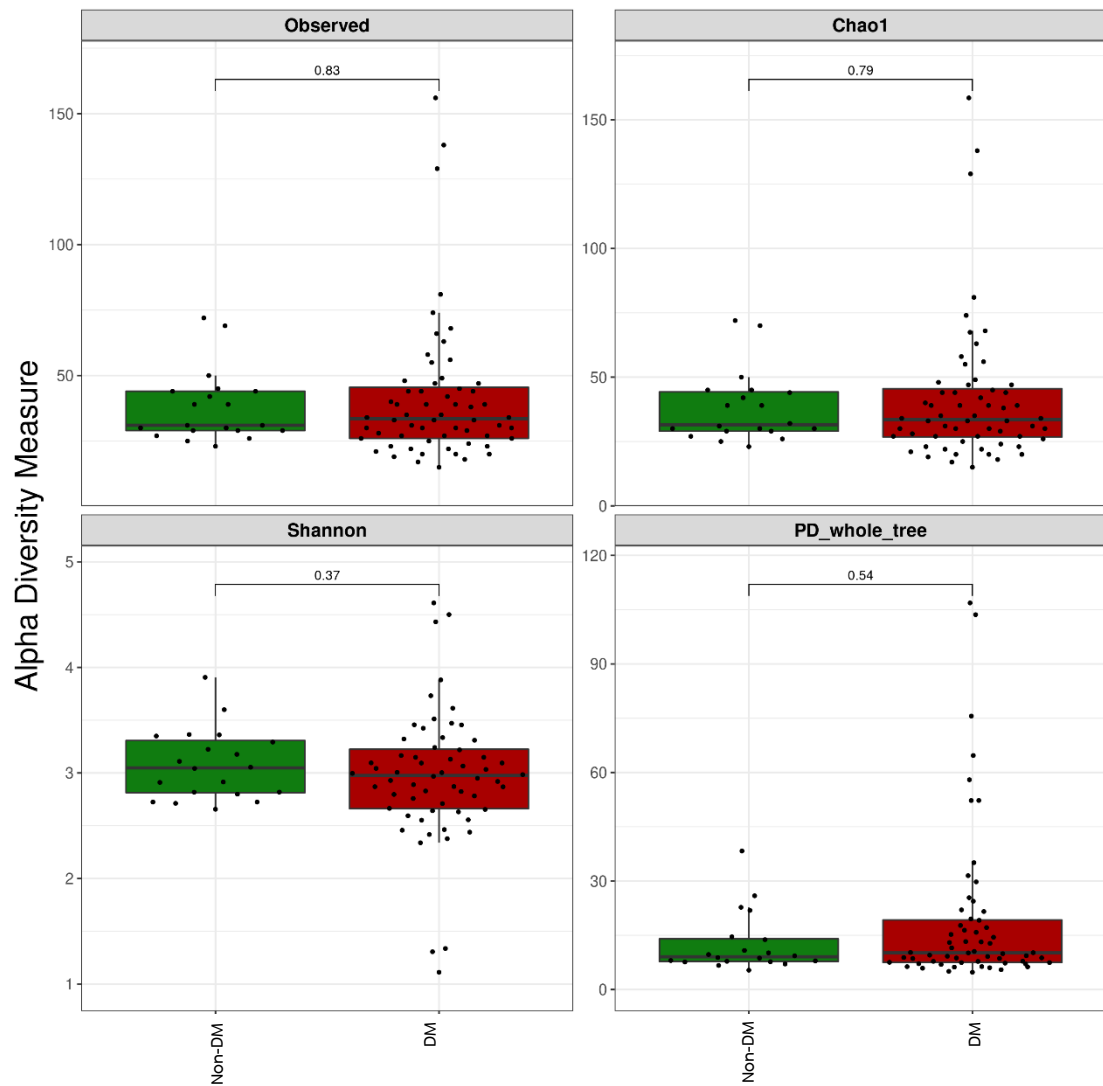 Observed
Chao1
0.83
0.79
150
100
50
150
100
50
0
Alpha Diversity Measure
Shannon
PD_whole_tree
0.37
0.54
5
4
3
2
1
120
90
60
30
0
Non-DM
DM
Non-DM
DM